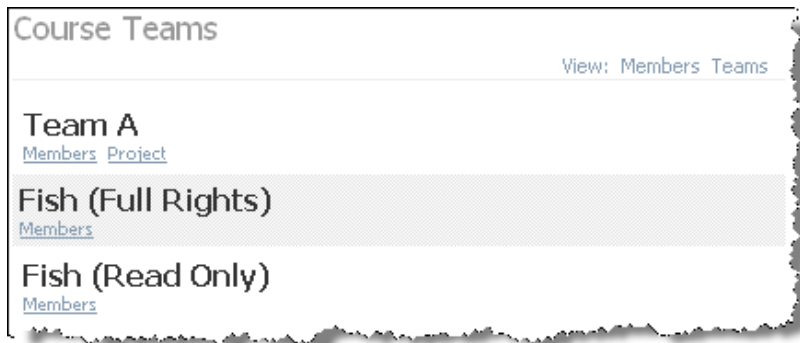 Course Teams
View: Members Teams
Team A
Members Project
Fish (Full Rights)
Members
Fish (Read Only)
Members